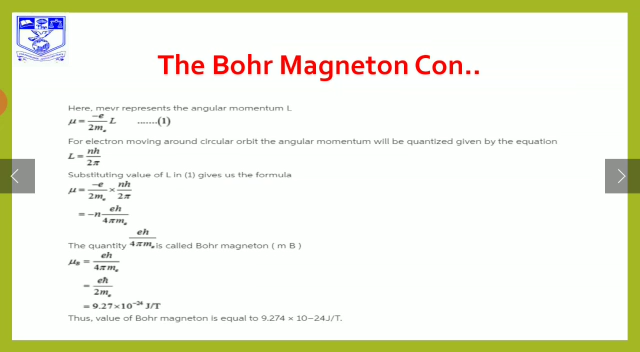 The Bohr Magneton Con..
Here, mevr represents the angular momentum L
μ = -e/2mₑ L .......(1)
For electron moving around circular orbit the angular momentum will be quantized given by the equation
L = nh/2π
Substituting value of L in (1) gives us the formula
μ = -e/2mₑ × nh/2π
= -n eh/4πmₑ
The quantity eh/4πmₑ is called Bohr magneton ( m B )
μB = eh/4πmₑ
= eħ/2mₑ
= 9.27×10⁻²⁴ J/T
Thus, value of Bohr magneton is equal to 9.274 × 10−24J/T.